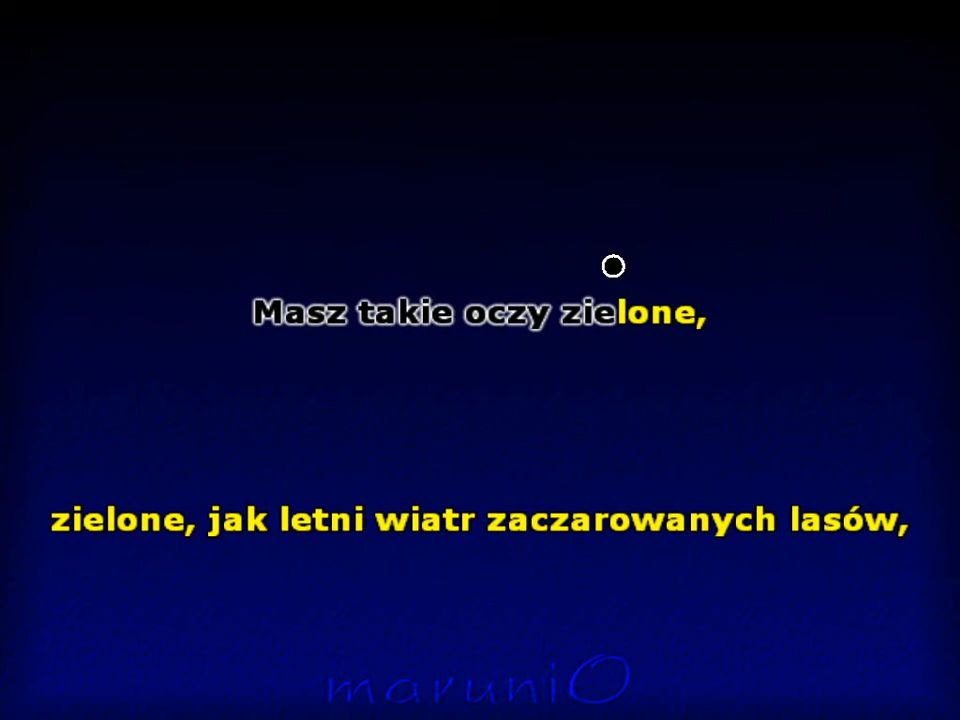 Masz takie oczy zielone,
zielone, jak letni wiatr zaczarowanych lasów,
maruniO